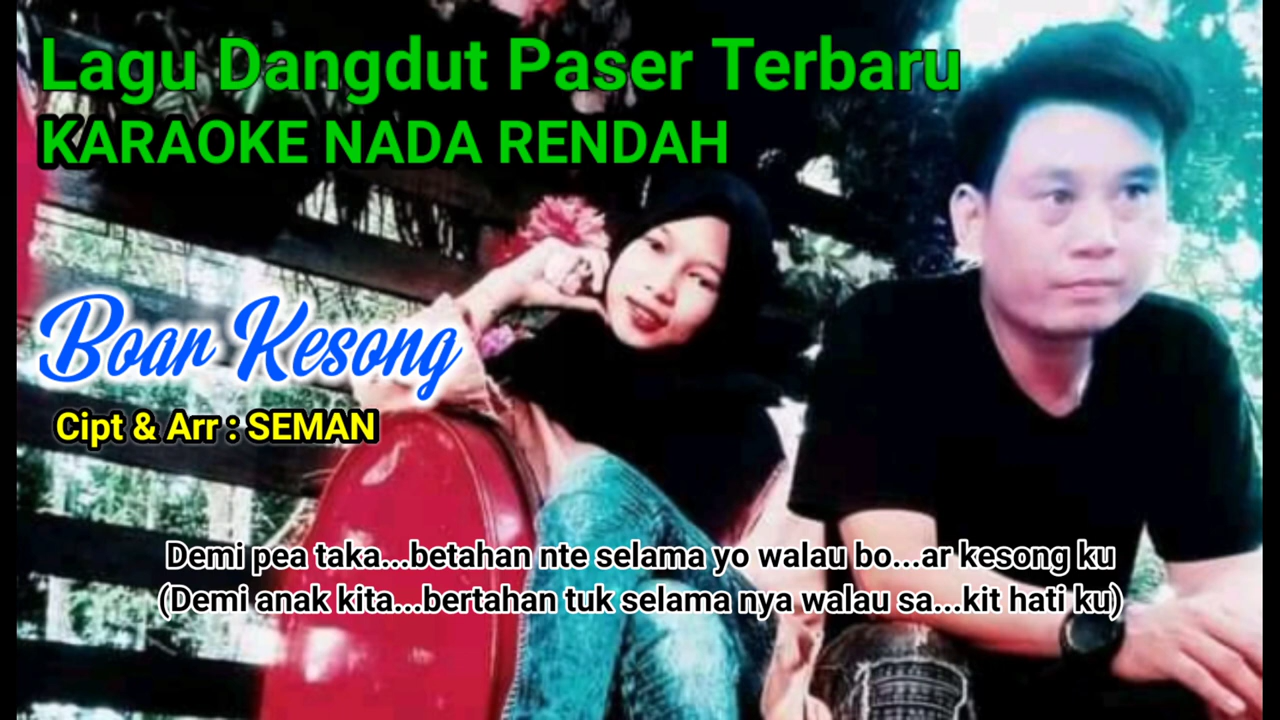 Lagu Dangdut Paser Terbaru
KARAOKE NADA RENDAH
Boar Kesong
Cipt & Arr : SEMAN
Demi pea taka...betahan nte selama yo walau bo...ar kesong ku
(Demi anak kita...bertahan tuk selama nya walau sa...kit hati ku)